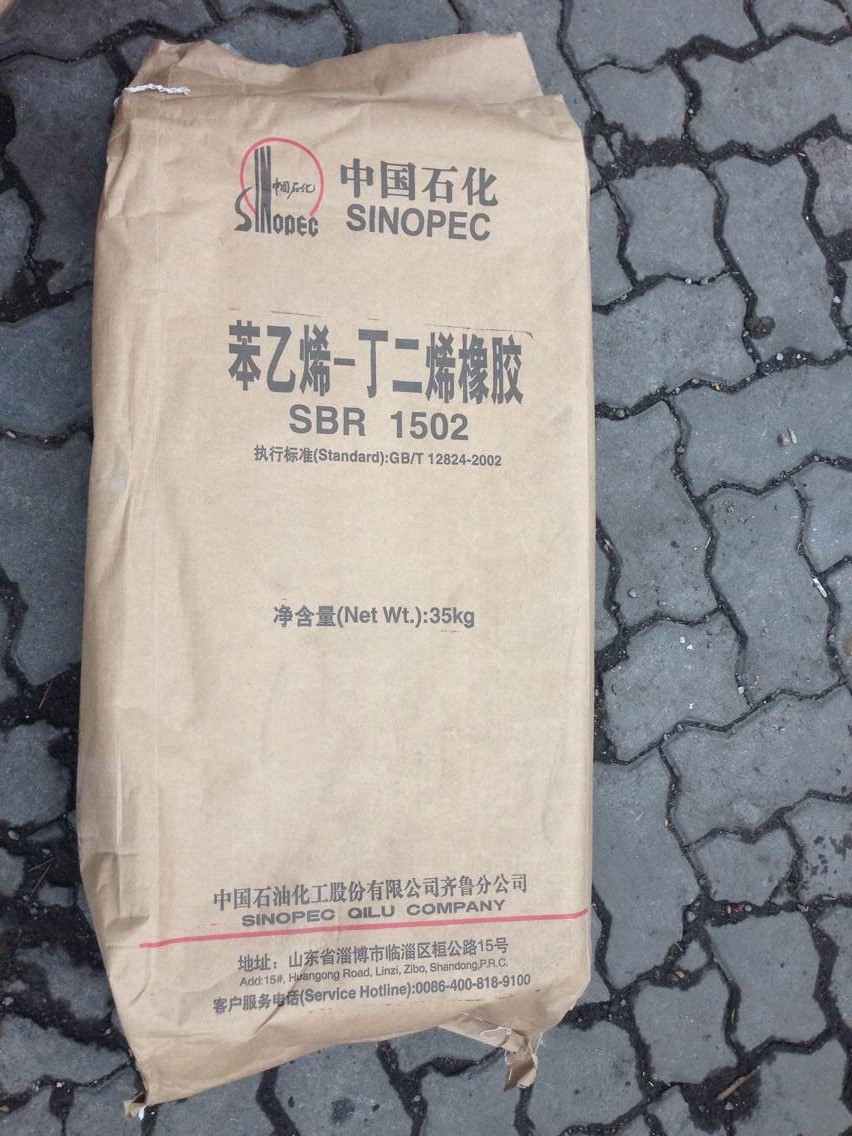 中国石化
SINOPEC
中国石化
SINOPEC
苯乙烯-丁二烯橡胶
SBR 1502
执行标准(Standard):GB/T 12824-2002
净含量(Net Wt.):35kg
中国石油化工股份有限公司齐鲁分公司
SINOPEC QILU COMPANY
地址：山东省淄博市临淄区桓公路15号
Add:15#, Huangong Road, Linzi, Zibo, Shandong,P.R.C.
客户服务电话(Service Hotline):0086-400-818-9100